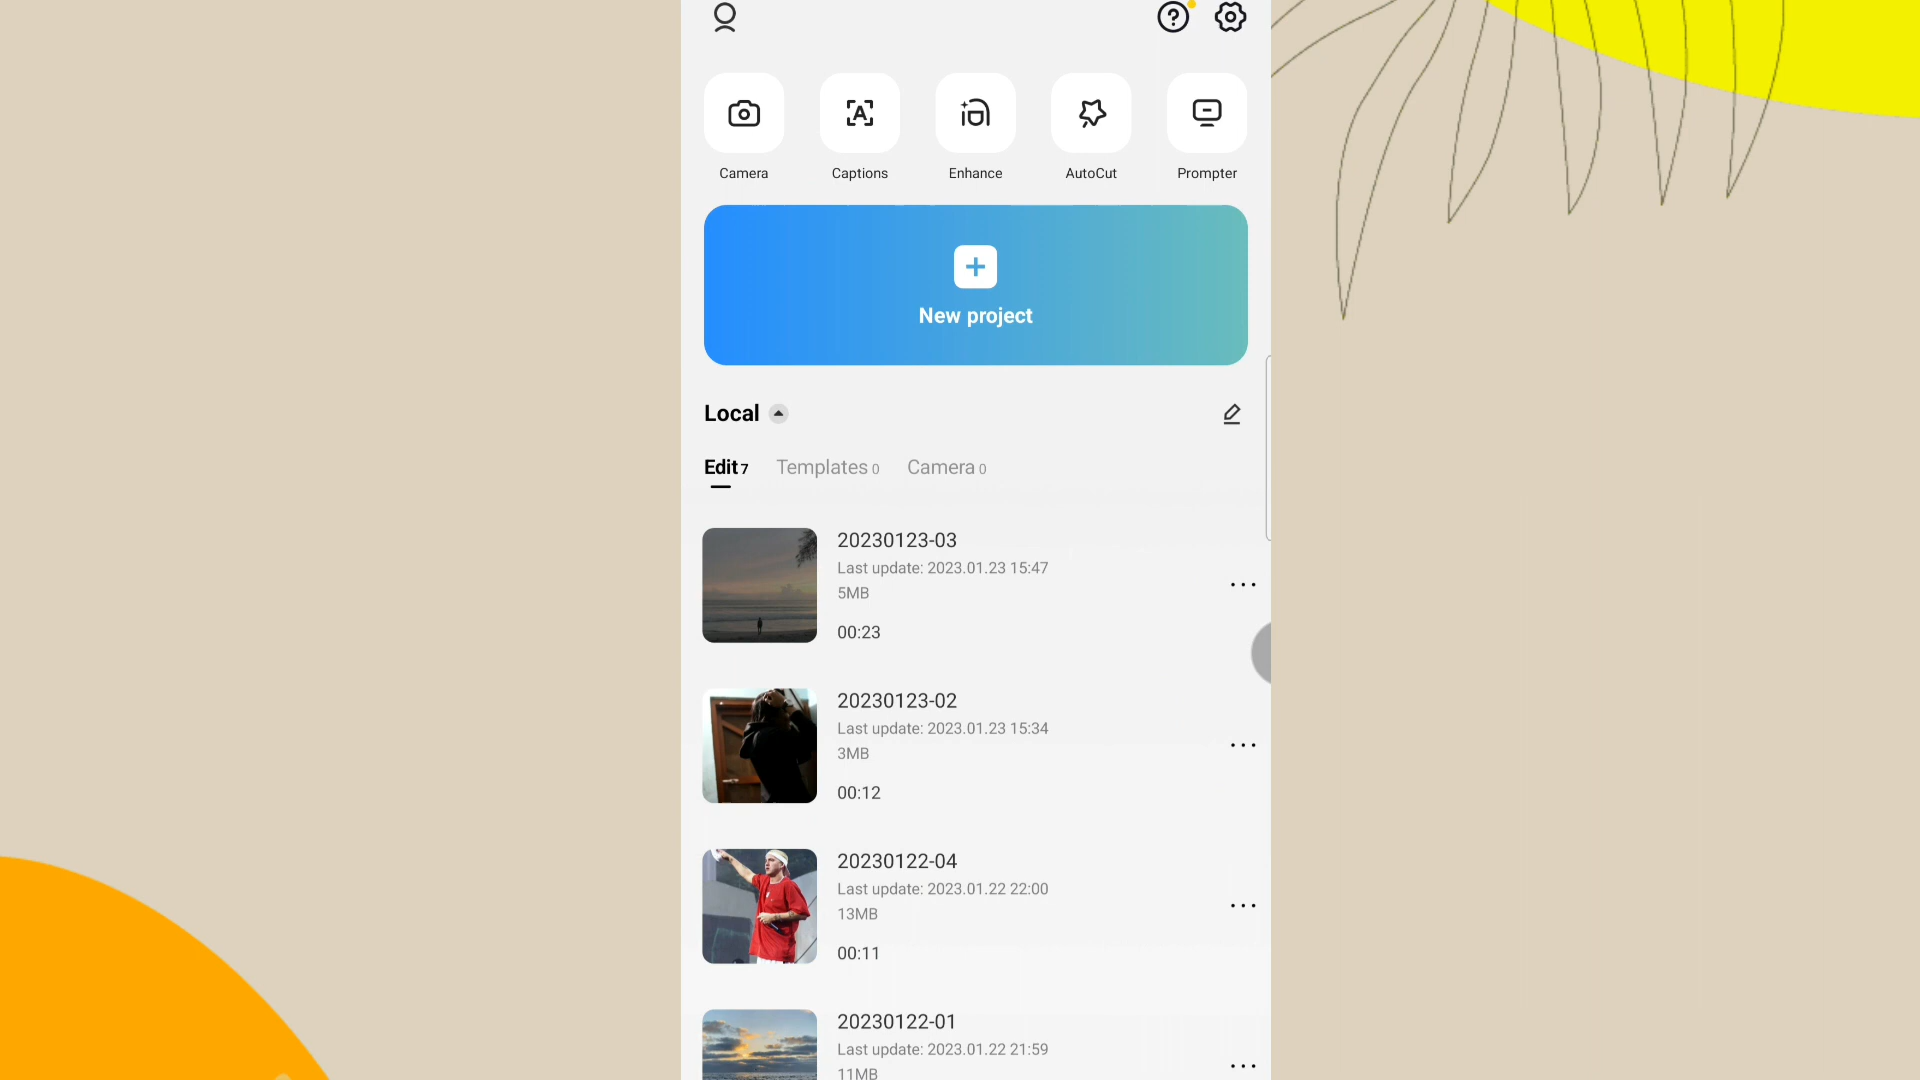 Camera
Captions
Enhance
AutoCut
Prompter
New project
Local
Edit 7
Templates 0
Camera 0
20230123-03
Last update: 2023.01.23 15:47
5MB
00:23
20230123-02
Last update: 2023.01.23 15:34
3MB
00:12
20230122-04
Last update: 2023.01.22 22:00
13MB
00:11
20230122-01
Last update: 2023.01.22 21:59
11MB